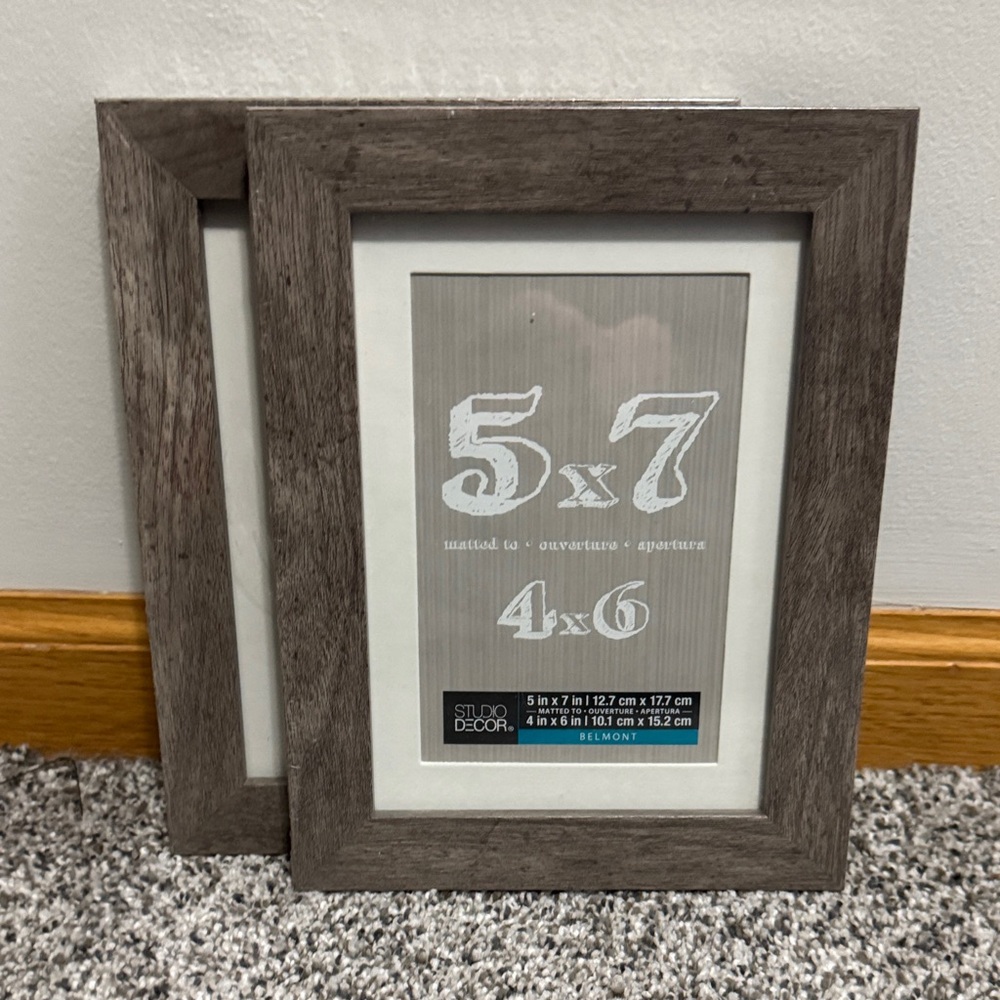 5x7
matted to • ouverture • apertura
4x6
STUDIO
DECOR®
5 in x 7 in | 12.7 cm x 17.7 cm
MATTED TO • OUVERTURE • APERTURA
4 in x 6 in | 10.1 cm x 15.2 cm
BELMONT